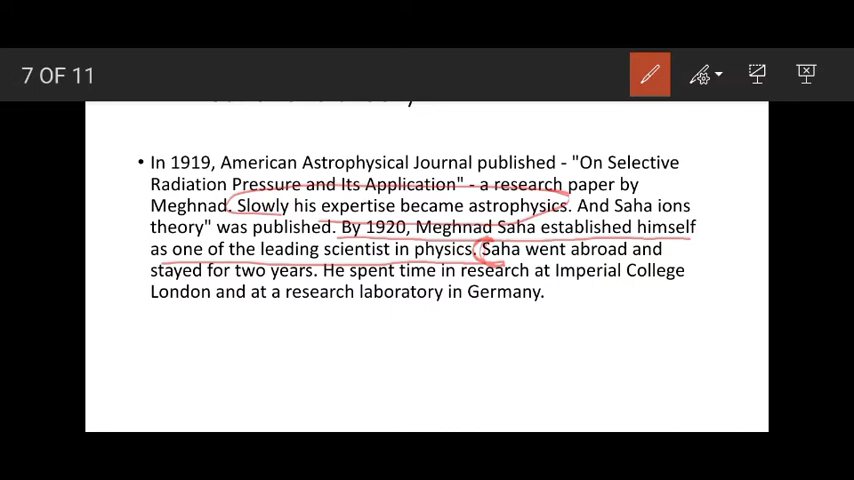 7 OF 11
• In 1919, American Astrophysical Journal published - "On Selective
Radiation Pressure and Its Application" - a research paper by
Meghnad. Slowly his expertise became astrophysics. And Saha ions
theory" was published. By 1920, Meghnad Saha established himself
as one of the leading scientist in physics. Saha went abroad and
stayed for two years. He spent time in research at Imperial College
London and at a research laboratory in Germany.